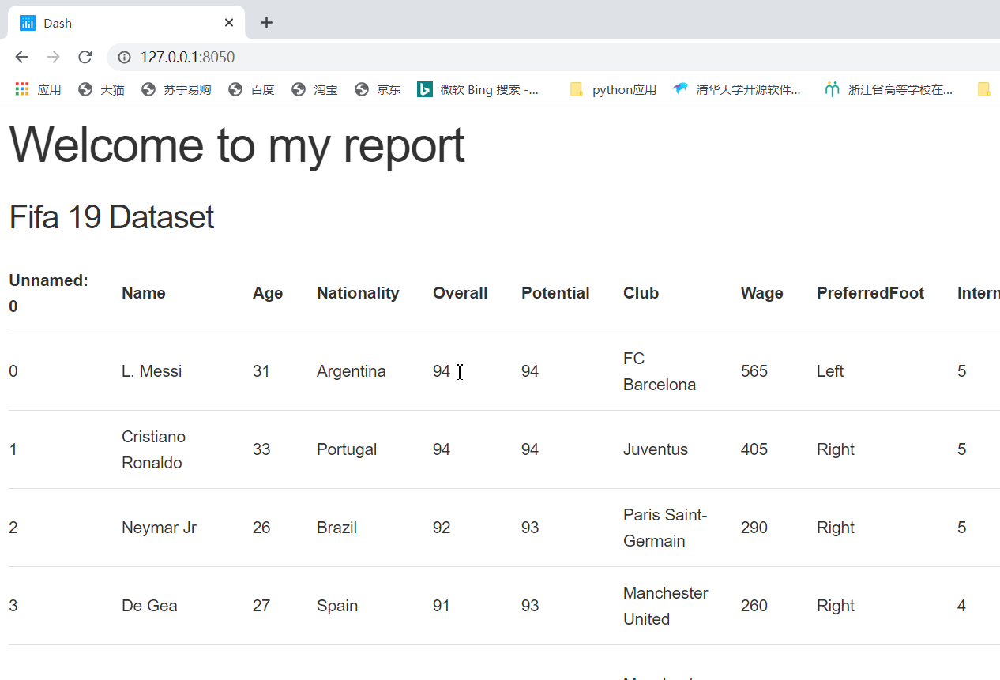 Dash
127.0.0.1:8050
应用 天猫 苏宁易购 百度 淘宝 京东 微软 Bing 搜索 -... python应用 清华大学开源软件... 浙江省高等学校在...
Welcome to my report
Fifa 19 Dataset
Unnamed: 0 Name Age Nationality Overall Potential Club Wage PreferredFoot Intern
0 L. Messi 31 Argentina 94 94 FC Barcelona 565 Left 5
1 Cristiano Ronaldo 33 Portugal 94 94 Juventus 405 Right 5
2 Neymar Jr 26 Brazil 92 93 Paris Saint-Germain 290 Right 5
3 De Gea 27 Spain 91 93 Manchester United 260 Right 4